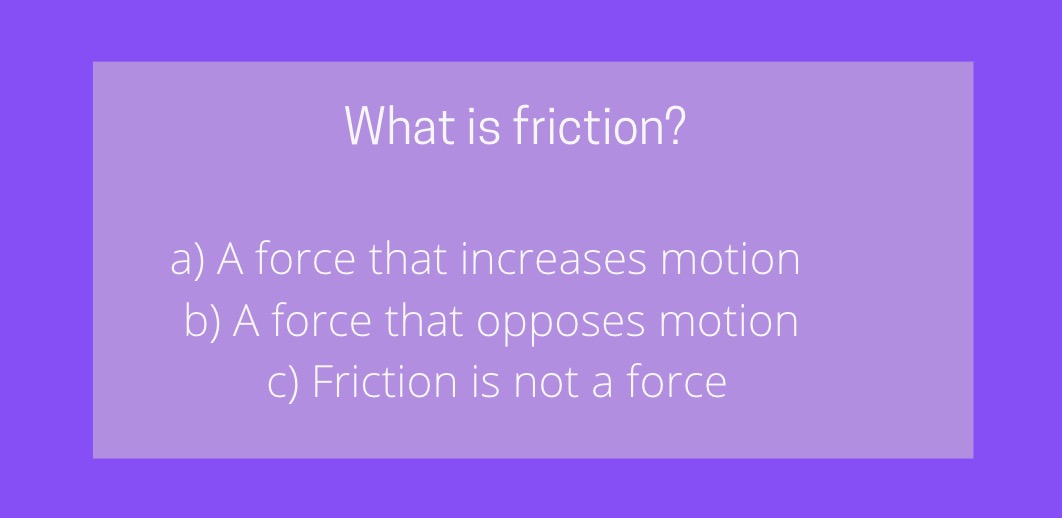 What is friction?
a) A force that increases motion
b) A force that opposes motion
c) Friction is not a force